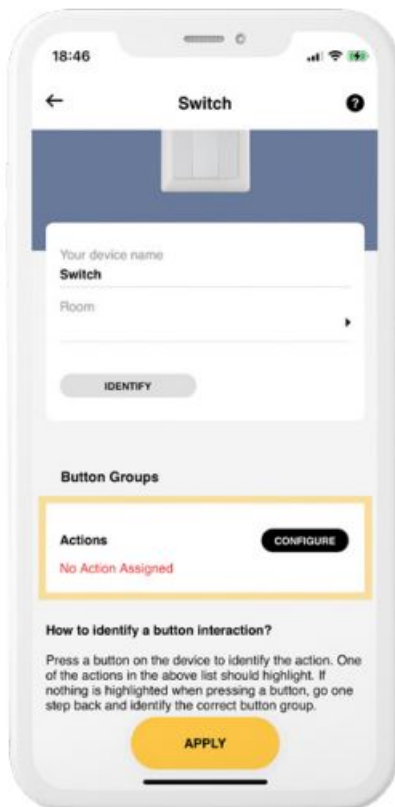 18:46
Switch
?
Your device name
Switch
Room
IDENTIFY
Button Groups
Actions
CONFIGURE
No Action Assigned
How to identify a button interaction?
Press a button on the device to identify the action. One
of the actions in the above list should highlight. If
nothing is highlighted when pressing a button, go one
step back and identify the correct button group.
APPLY